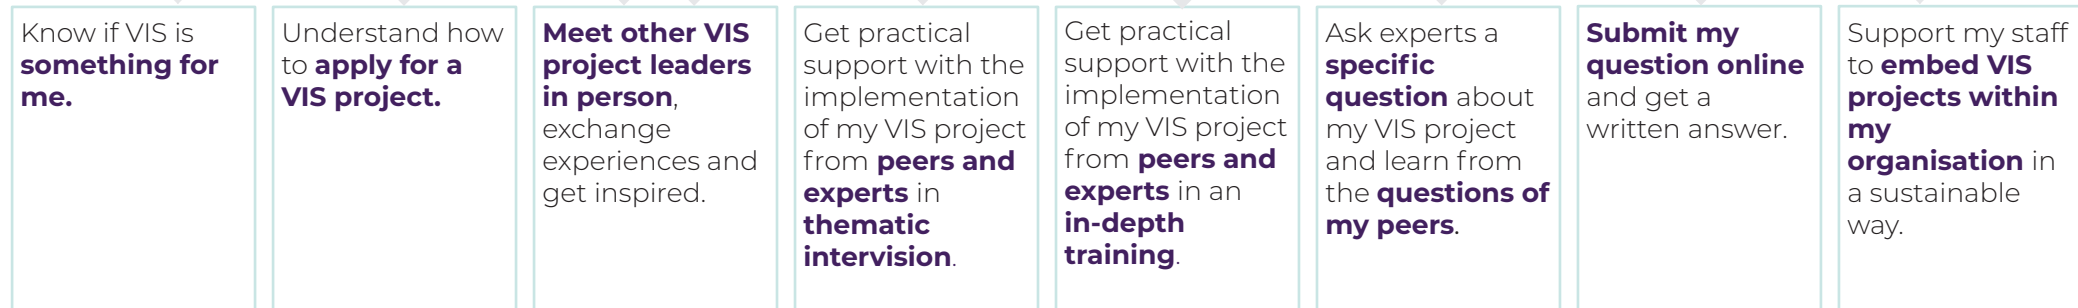 Know if VIS is
something for
me.
Understand how
to apply for a
VIS project.
Meet other VIS
project leaders
in person,
exchange
experiences and
get inspired.
Get practical
support with the
implementation
of my VIS project
from peers and
experts in
thematic
intervision.
Get practical
support with the
implementation
of my VIS project
from peers and
experts in an
in-depth
training.
Ask experts a
specific
question about
my VIS project
and learn from
the questions of
my peers.
Submit my
question online
and get a
written answer.
Support my staff
to embed VIS
projects within
my
organisation in
a sustainable
way.